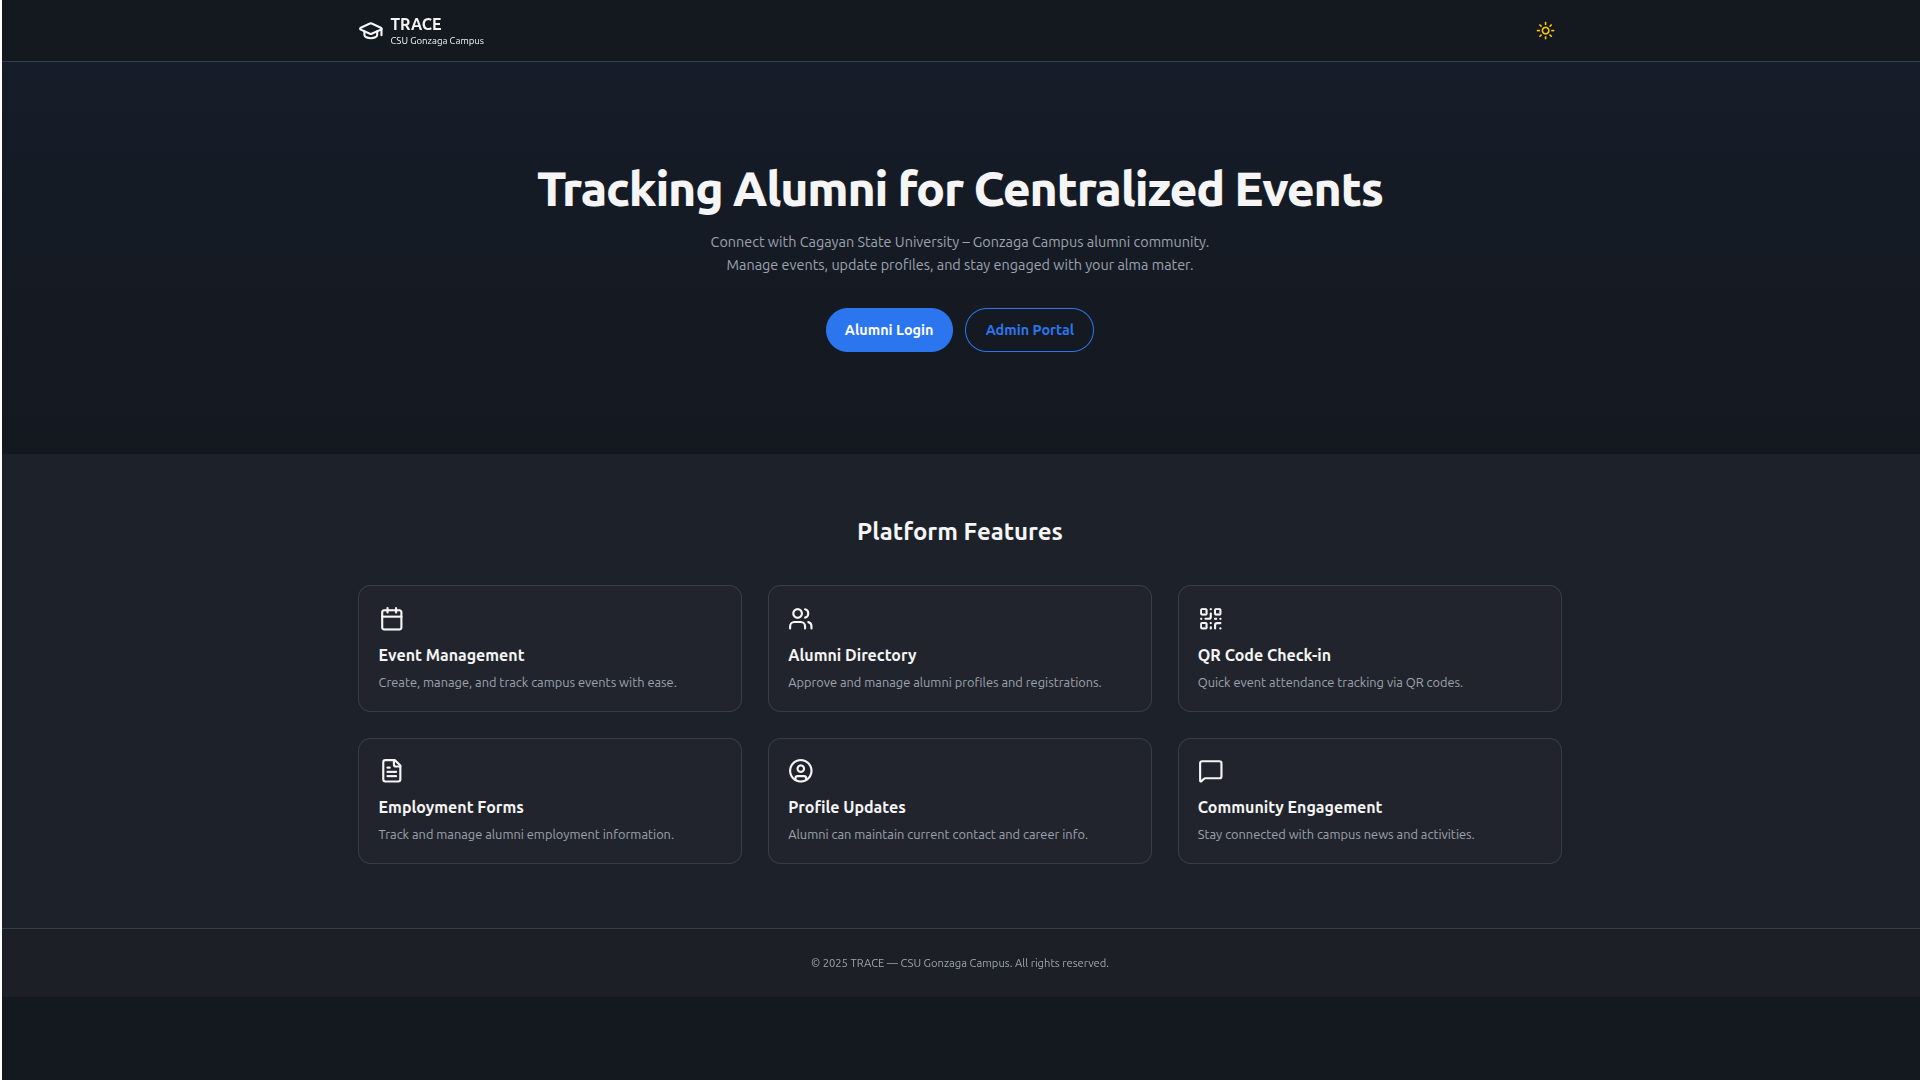 TRACE
CSU Gonzaga Campus
Tracking Alumni for Centralized Events
Connect with Cagayan State University – Gonzaga Campus alumni community.
Manage events, update profiles, and stay engaged with your alma mater.
Alumni Login
Admin Portal
Platform Features
Event Management
Create, manage, and track campus events with ease.
Alumni Directory
Approve and manage alumni profiles and registrations.
QR Code Check-in
Quick event attendance tracking via QR codes.
Employment Forms
Track and manage alumni employment information.
Profile Updates
Alumni can maintain current contact and career info.
Community Engagement
Stay connected with campus news and activities.
© 2025 TRACE — CSU Gonzaga Campus. All rights reserved.